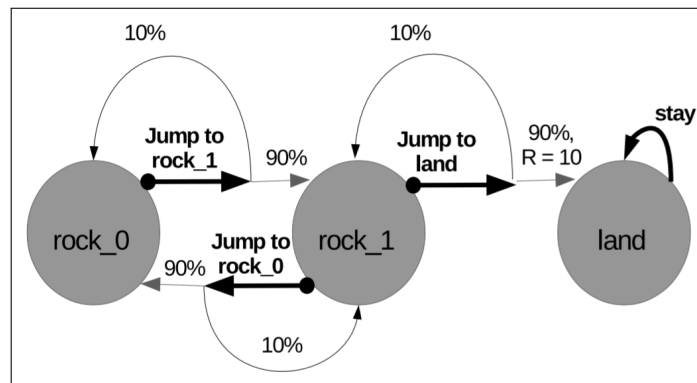 10%
10%
Jump to
rock_1
90%
Jump to
land
90%,
R = 10
stay
rock_0
rock_1
land
Jump to
rock_0
90%
10%